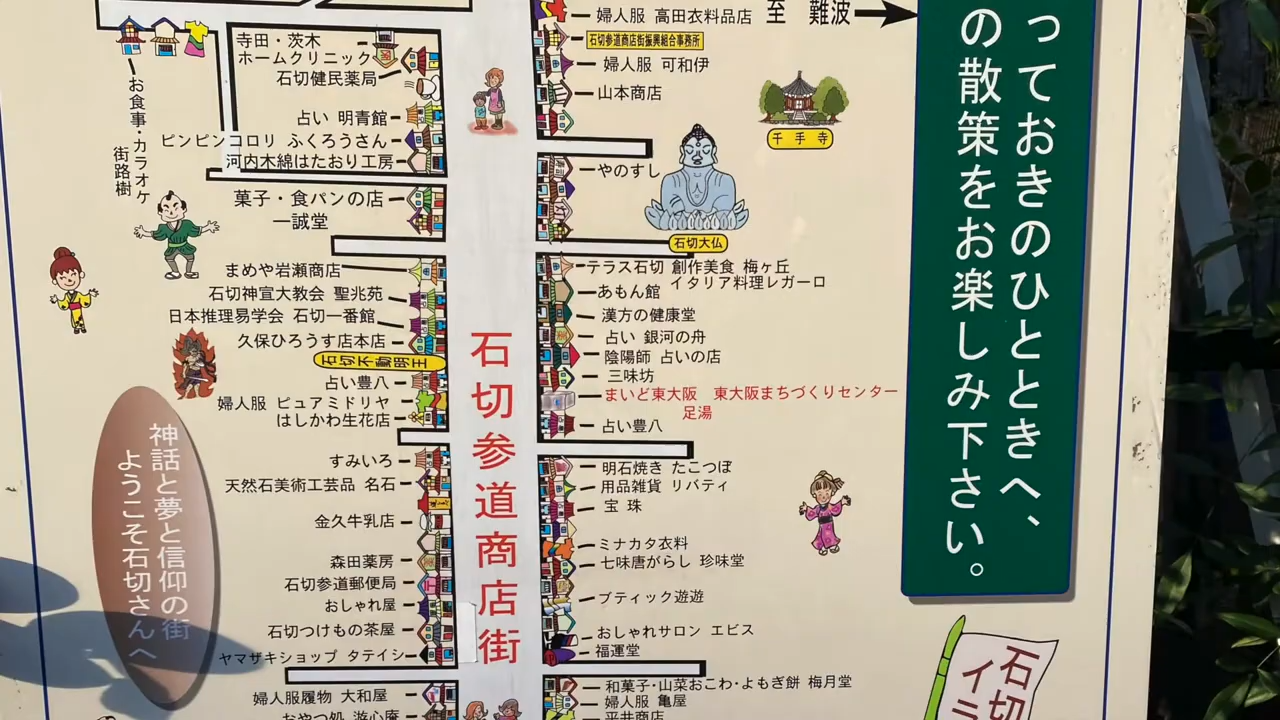 婦人服 高田衣料品店
至 難波
石切参道商店街振興組合事務所
婦人服 可和伊
山本商店
千手寺
やのすし
石切大仏
テラス石切 創作美食 梅ヶ丘
イタリア料理レガーロ
あもん館
漢方の健康堂
占い 銀河の舟
陰陽師 占いの店
三味坊
まいど東大阪 東大阪まちづくりセンター
足湯
占い豊八
明石焼き たこつぼ
用品雑貨 リバティ
宝 珠
ミナカタ衣料
七味唐がらし 珍味堂
ブティック遊遊
おしゃれサロン エビス
福運堂
和菓子・山菜おこわ・よもぎ餅 梅月堂
婦人服 亀屋
平井商店
石切参道商店街
寺田・茨木
ホームクリニック
石切健民薬局
占い 明青館
ピンピンコロリ ふくろうさん
河内木綿はたおり工房
菓子・食パンの店
一誠堂
まめや岩瀬商店
石切神宣大教会 聖兆苑
日本推理易学会 石切一番館
久保ひろうす店本店
石切不動明王
占い豊八
婦人服 ピュアミドリヤ
はしかわ生花店
すみいろ
天然石美術工芸品 名石
金久牛乳店
森田薬房
石切参道郵便局
おしゃれ屋
石切つけもの茶屋
ヤマザキショップ タテイシ
婦人服履物 大和屋
おやつ処 游心庵
お食事・カラオケ
街路樹
神話と夢と信仰の街
ようこそ石切さんへ
っておきのひとときへ、
の散策をお楽しみ下さい。
石切
イラ